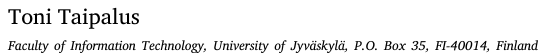 Toni Taipalus
Faculty of Information Technology, University of Jyväskylä, P.O. Box 35, FI-40014, Finland